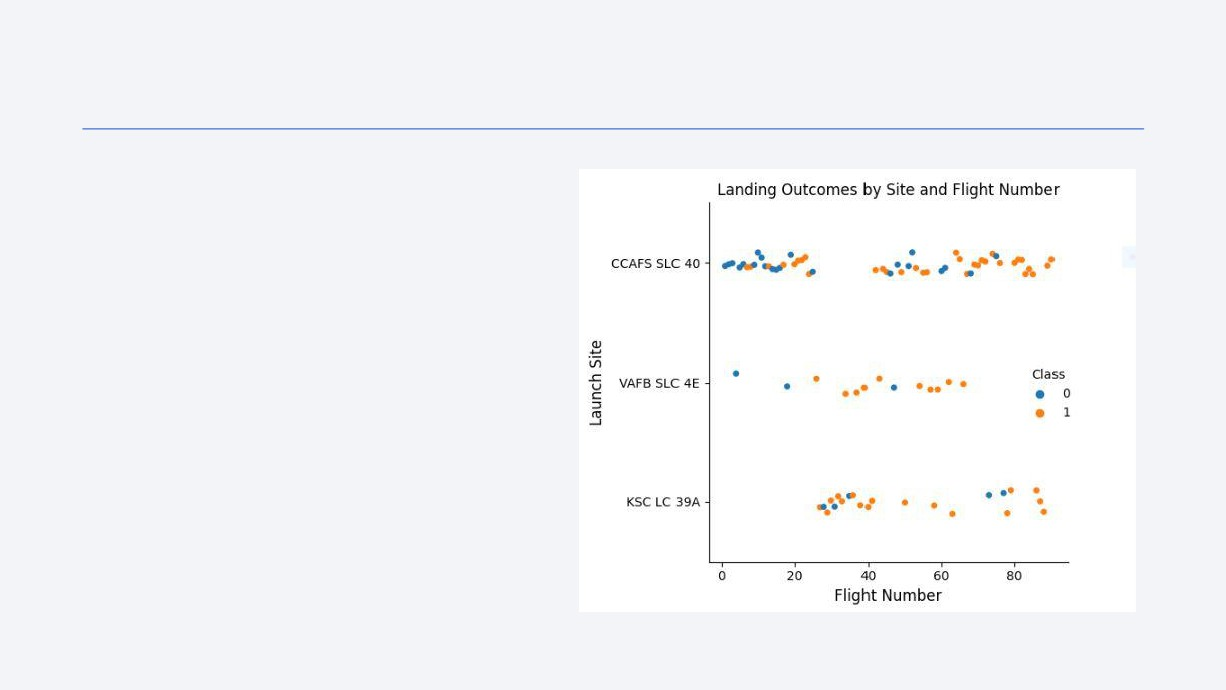 Landing Outcomes by Site and Flight Number
CCAFS SLC 40
VAFB SLC 4E
KSC LC 39A
Launch Site
Class
0
1
0 20 40 60 80
Flight Number